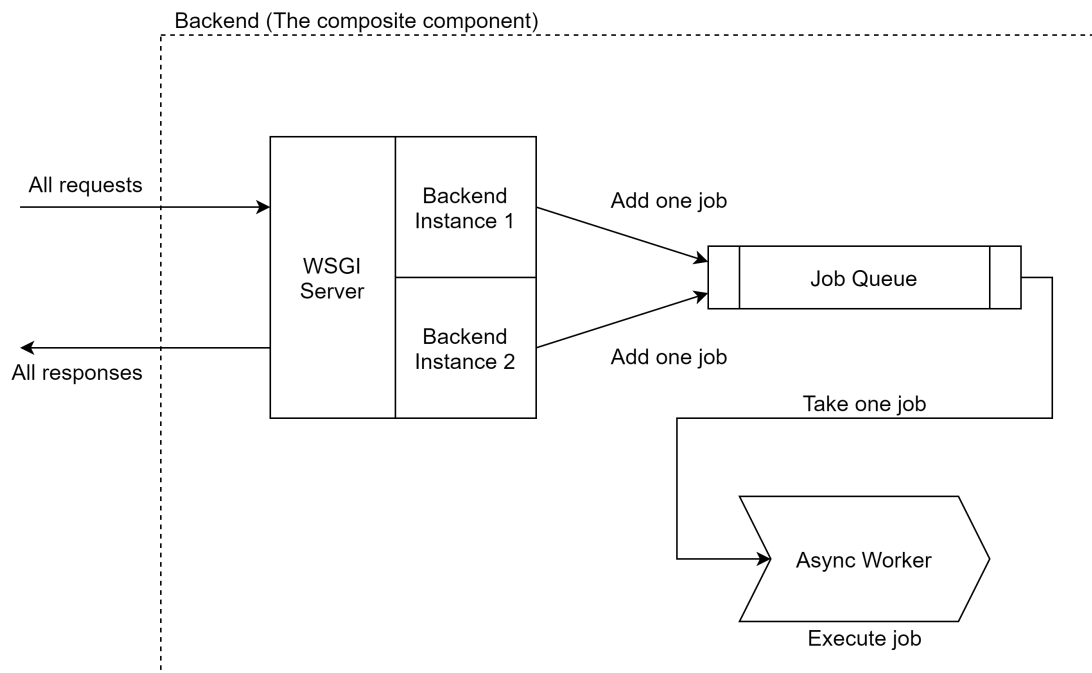 Backend (The composite component)
All requests
All responses
WSGI
Server
Backend
Instance 1
Backend
Instance 2
Add one job
Add one job
Job Queue
Take one job
Async Worker
Execute job